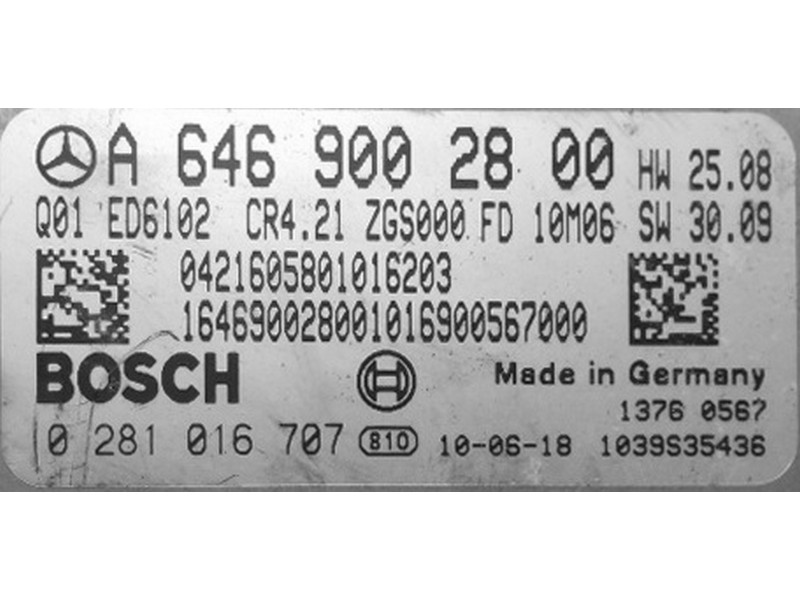 A 646 900 28 00 HW 25.08
Q01 ED6102 CR4.21 ZGS000 FD 10M06 SW 30.09
0421605801016203
164690028001016900567000
BOSCH Made in Germany
1376 0567
0 281 016 707 810 10-06-18 1039S35436